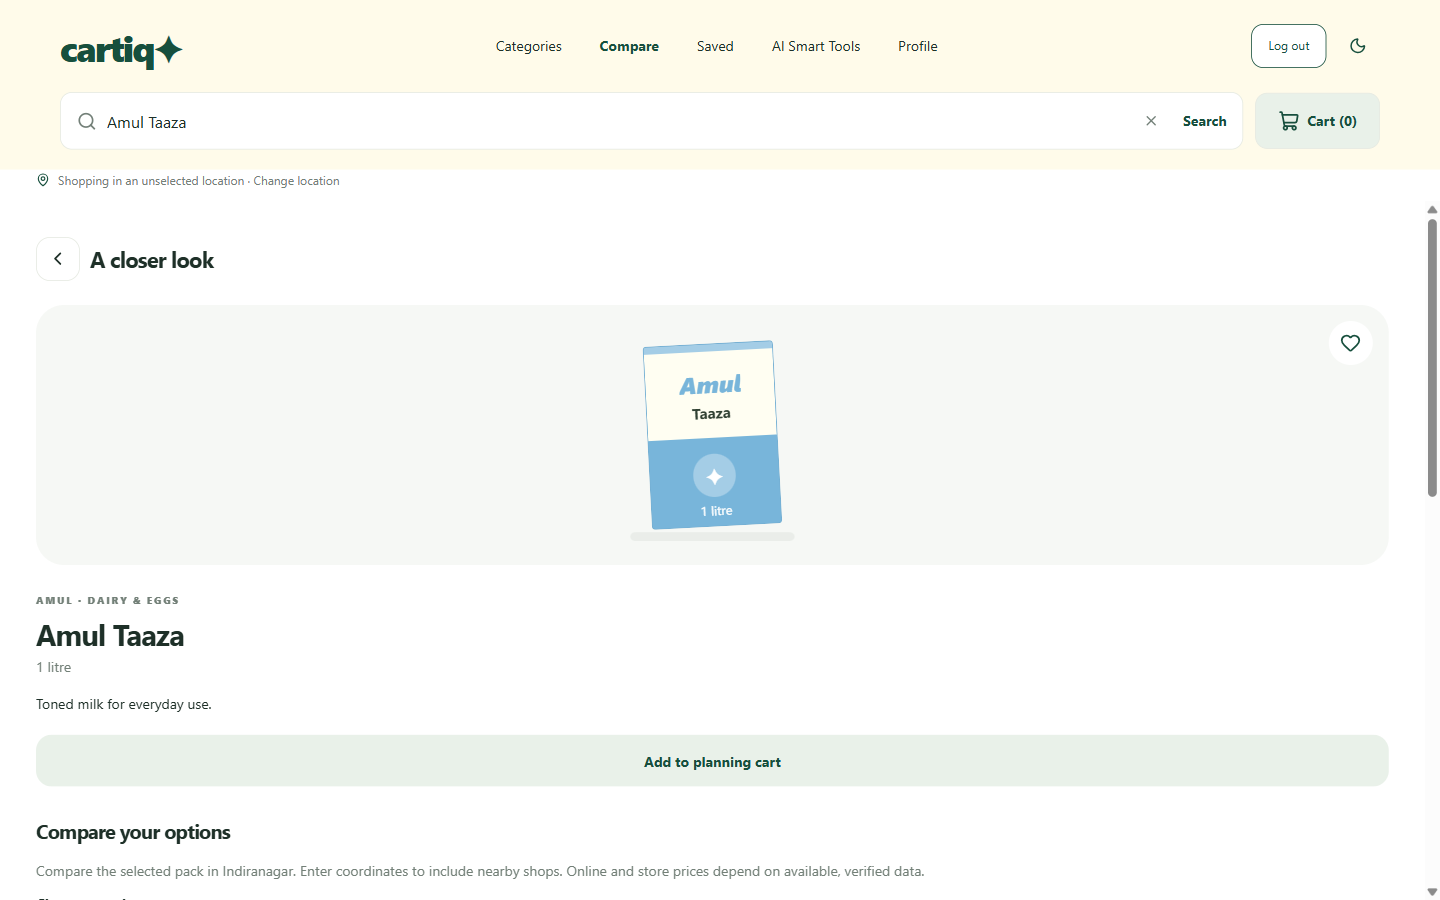 cartiq
Categories
Compare
Saved
AI Smart Tools
Profile
Log out
Amul Taaza
Search
Cart (0)
Shopping in an unselected location · Change location
A closer look
Amul
Taaza
1 litre
AMUL · DAIRY & EGGS
Amul Taaza
1 litre
Toned milk for everyday use.
Add to planning cart
Compare your options
Compare the selected pack in Indiranagar. Enter coordinates to include nearby shops. Online and store prices depend on available, verified data.